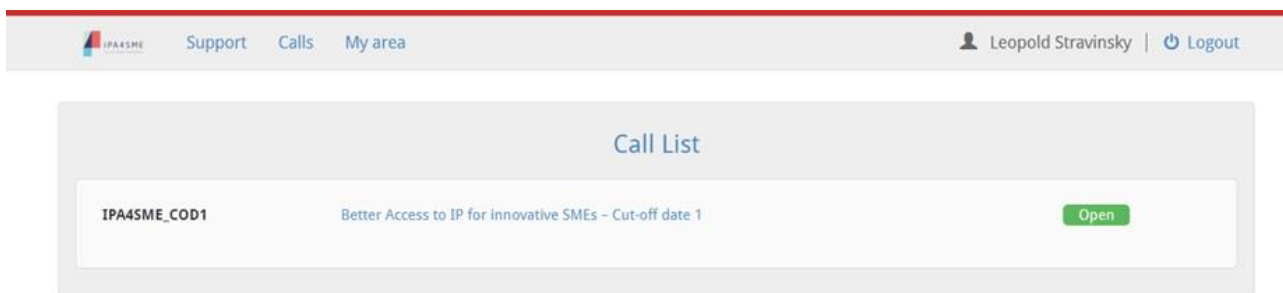 IPA4SME Support Calls My area Leopold Stravinsky | Logout
Call List
IPA4SME_COD1 Better Access to IP for innovative SMEs – Cut-off date 1 Open